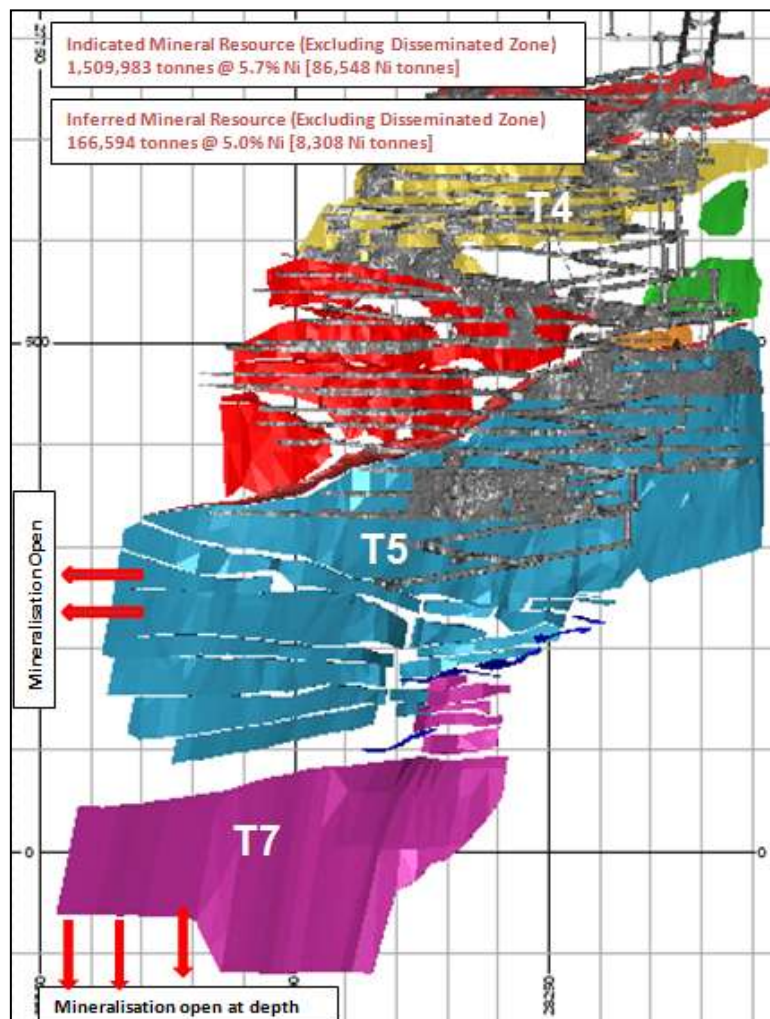 Indicated Mineral Resource (Excluding Disseminated Zone)
1,509,983 tonnes @ 5.7% Ni [86,548 Ni tonnes]
Inferred Mineral Resource (Excluding Disseminated Zone)
166,594 tonnes @ 5.0% Ni [8,308 Ni tonnes]
T4
500
T5
Mineralisation Open
T7
0
0
28250
Mineralisation open at depth